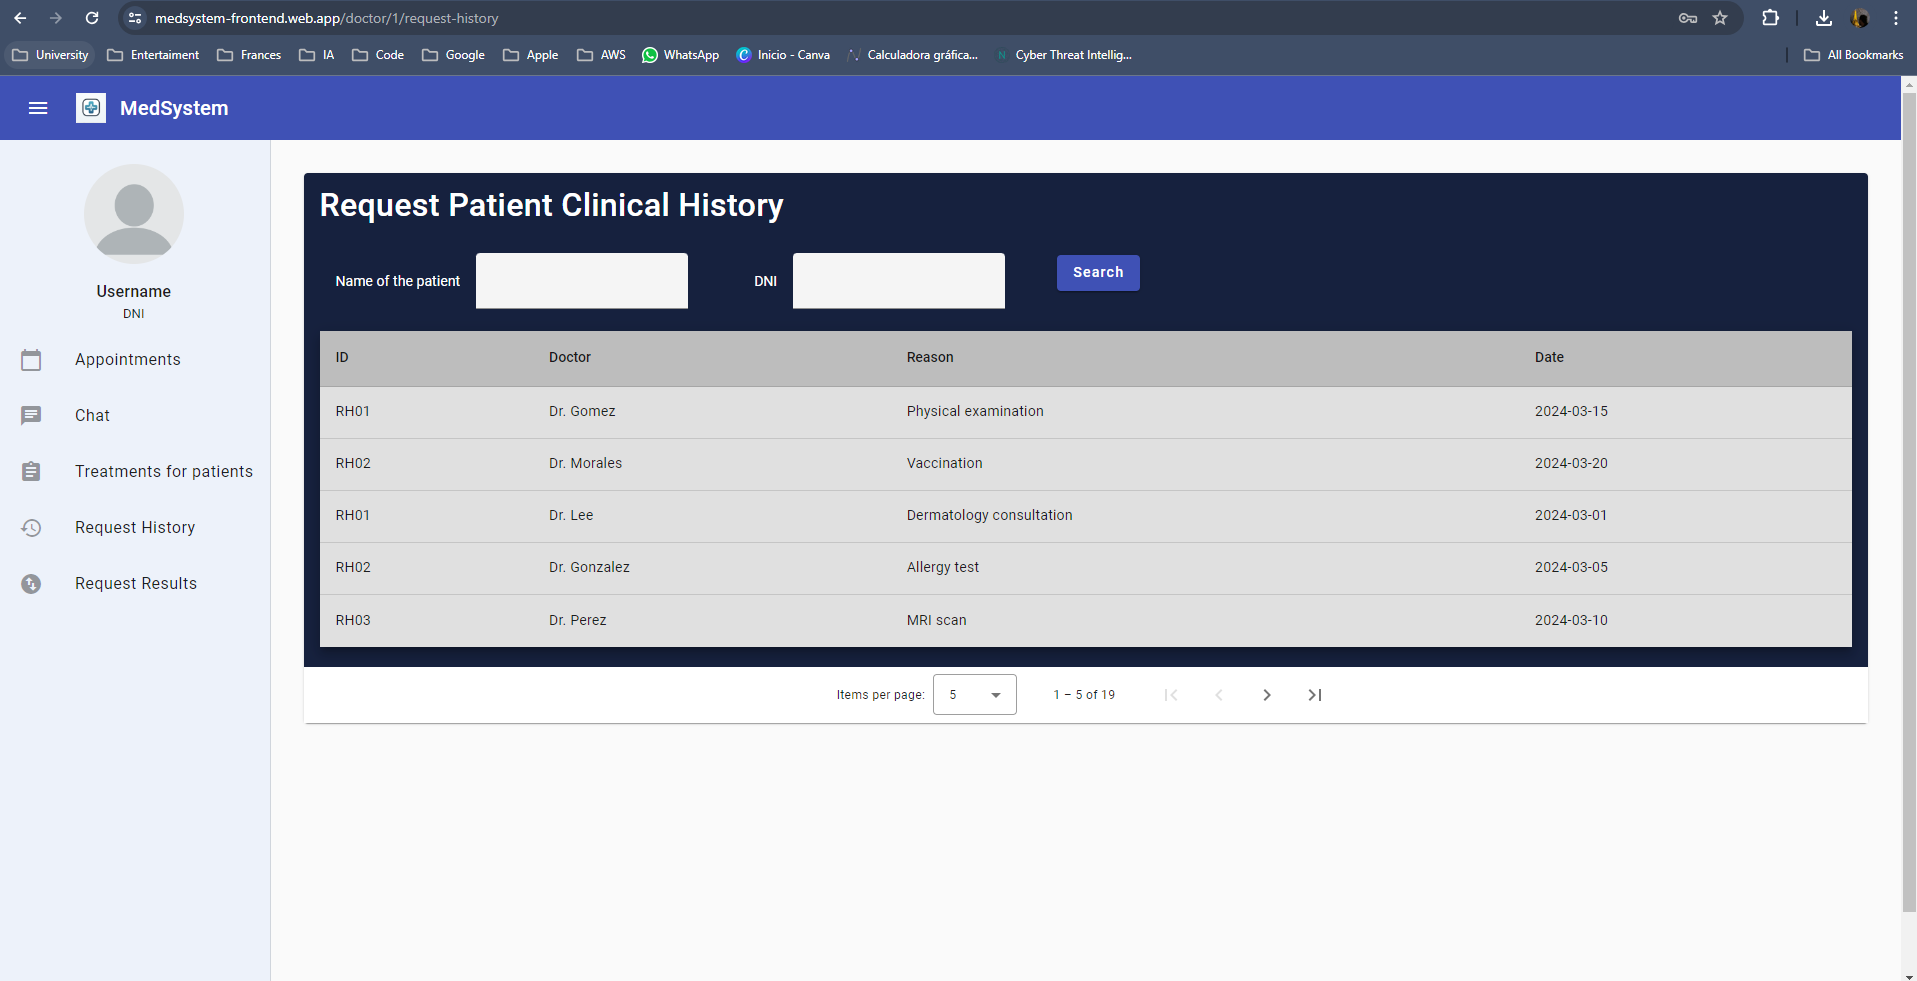 medsystem-frontend.web.app/doctor/1/request-history
University Entertaiment Frances IA Code Google Apple AWS WhatsApp Inicio - Canva Calculadora gráfica... Cyber Threat Intellig... All Bookmarks
MedSystem
Username
DNI
Appointments
Chat
Treatments for patients
Request History
Request Results
Request Patient Clinical History
Name of the patient DNI Search
ID Doctor Reason Date
RH01 Dr. Gomez Physical examination 2024-03-15
RH02 Dr. Morales Vaccination 2024-03-20
RH01 Dr. Lee Dermatology consultation 2024-03-01
RH02 Dr. Gonzalez Allergy test 2024-03-05
RH03 Dr. Perez MRI scan 2024-03-10
Items per page: 5 1 – 5 of 19